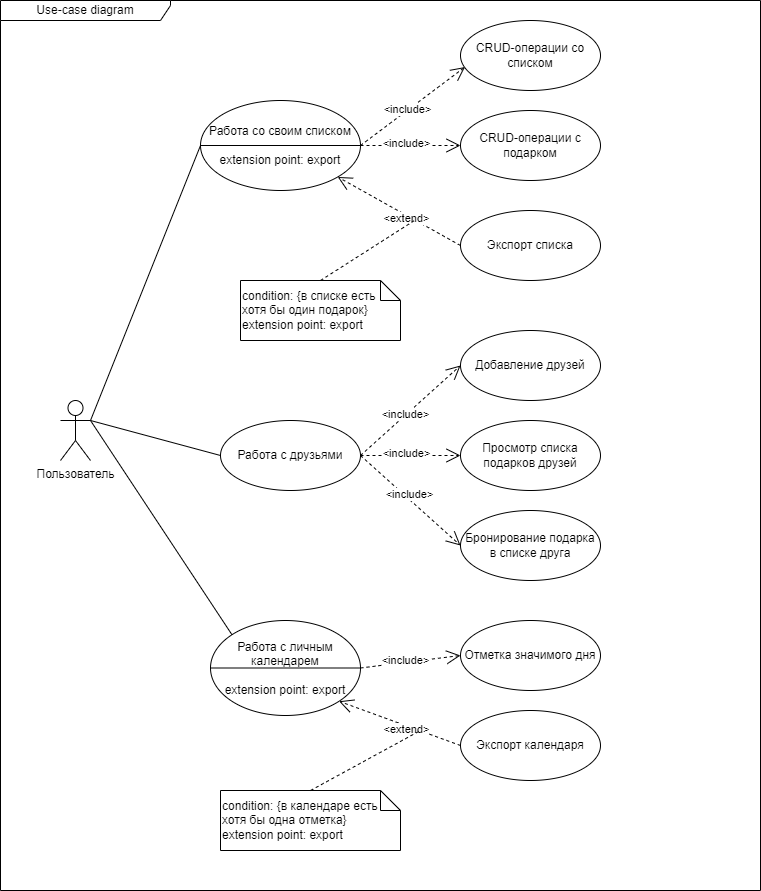 Use-case diagram
CRUD-операции со
списком
<include>
Работа со своим списком
extension point: export
<include>
CRUD-операции с
подарком
<extend>
Экспорт списка
condition: {в списке есть
хотя бы один подарок}
extension point: export
Добавление друзей
<include>
Пользователь
Работа с друзьями
<include>
Просмотр списка
подарков друзей
<include>
Бронирование подарка
в списке друга
Работа с личным
календарем
extension point: export
<include>
Отметка значимого дня
<extend>
Экспорт календаря
condition: {в календаре есть
хотя бы одна отметка}
extension point: export